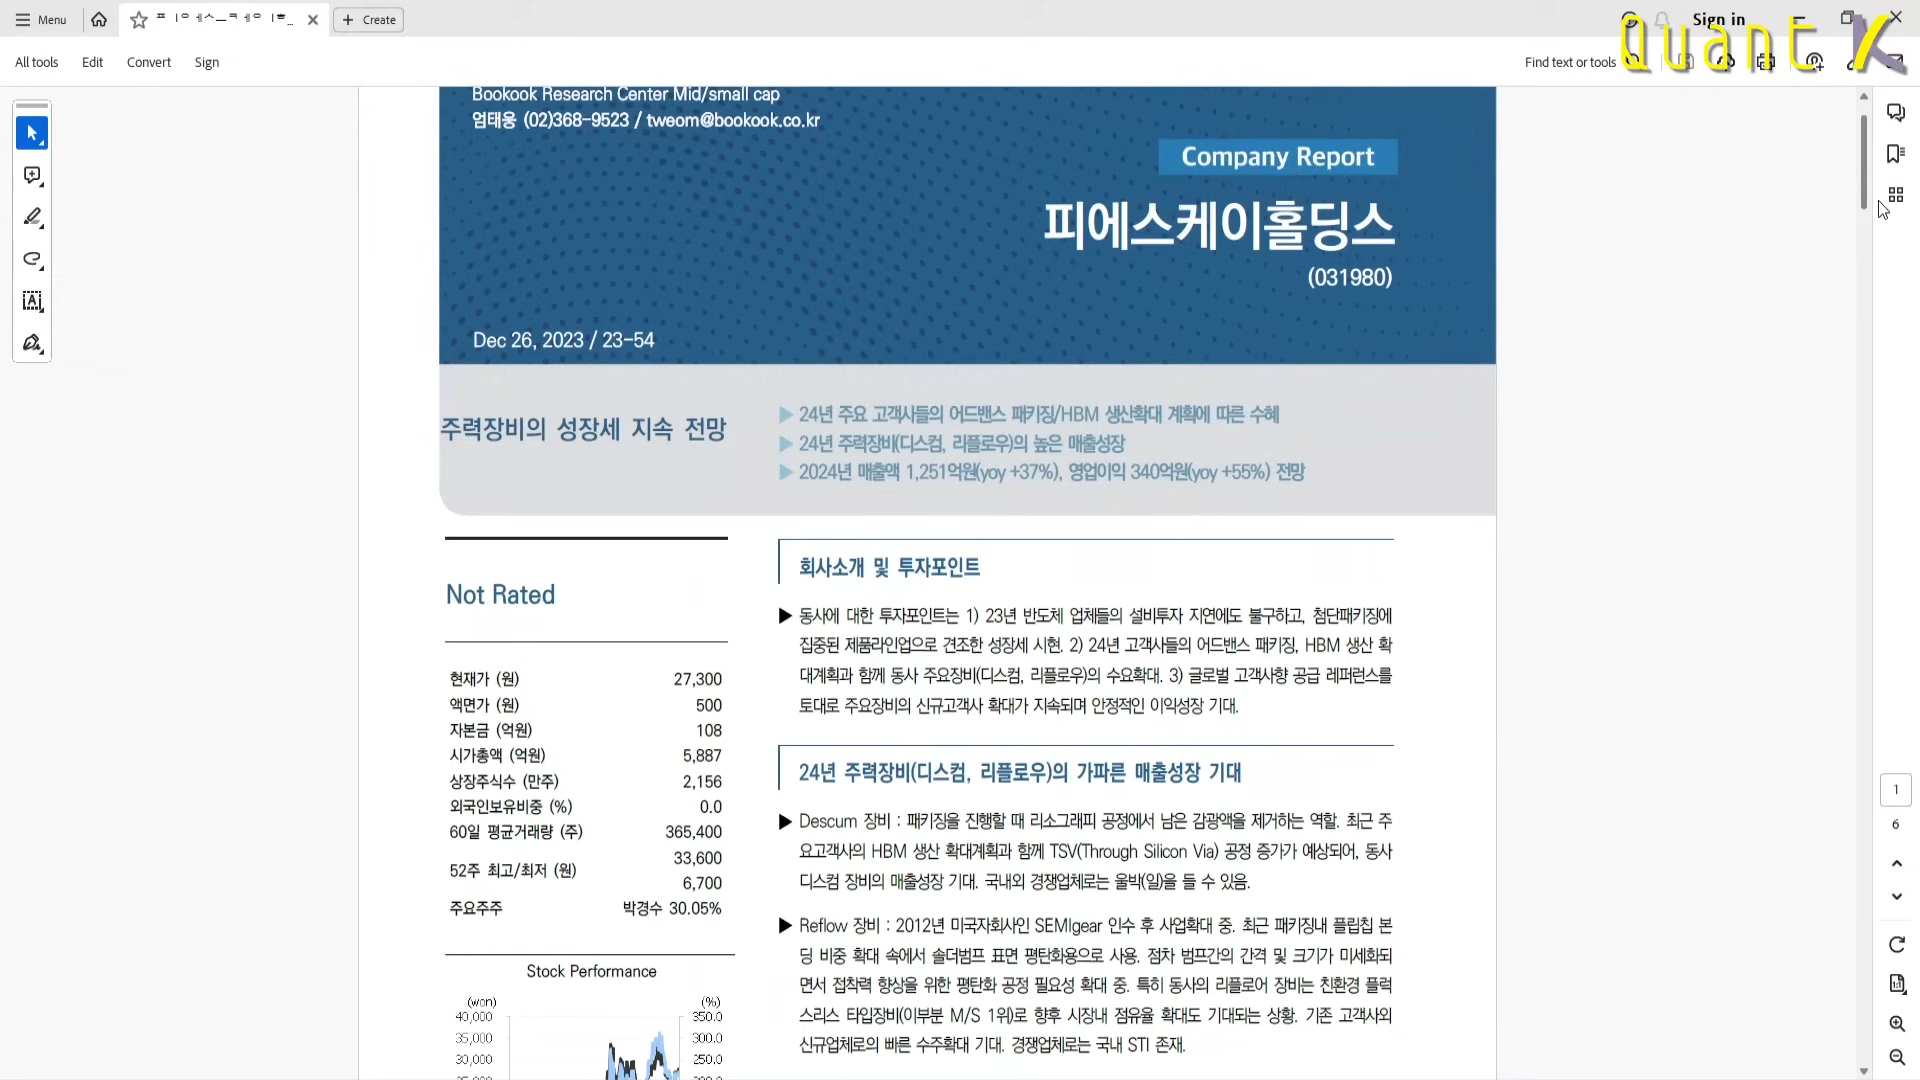 Menu
Create
Sign in
Quant K
All tools
Edit
Convert
Sign
Find text or tools
Bookook Research Center Mid/small cap
엄태웅 (02)368-9523 / tweom@bookook.co.kr
Company Report
피에스케이홀딩스
(031980)
Dec 26, 2023 / 23-54
주력장비의 성장세 지속 전망
▶ 24년 주요 고객사들의 어드밴스 패키징/HBM 생산확대 계획에 따른 수혜
▶ 24년 주력장비(디스컴, 리플로우)의 높은 매출성장
▶ 2024년 매출액 1,251억원(yoy +37%), 영업이익 340억원(yoy +55%) 전망
Not Rated
현재가 (원) 27,300
액면가 (원) 500
자본금 (억원) 108
시가총액 (억원) 5,887
상장주식수 (만주) 2,156
외국인보유비중 (%) 0.0
60일 평균거래량 (주) 365,400
52주 최고/최저 (원) 33,600
6,700
주요주주 박경수 30.05%
Stock Performance
(won) (%)
40,000 350.0
35,000 300.0
30,000 250.0
회사소개 및 투자포인트
▶ 동사에 대한 투자포인트는 1) 23년 반도체 업체들의 설비투자 지연에도 불구하고, 첨단패키징에
집중된 제품라인업으로 견조한 성장세 시현. 2) 24년 고객사들의 어드밴스 패키징, HBM 생산 확
대계획과 함께 동사 주요장비(디스컴, 리플로우)의 수요확대. 3) 글로벌 고객사향 공급 레퍼런스를
토대로 주요장비의 신규고객사 확대가 지속되며 안정적인 이익성장 기대.
24년 주력장비(디스컴, 리플로우)의 가파른 매출성장 기대
▶ Descum 장비 : 패키징을 진행할 때 리소그래피 공정에서 남은 감광액을 제거하는 역할. 최근 주
요고객사의 HBM 생산 확대계획과 함께 TSV(Through Silicon Via) 공정 증가가 예상되어, 동사
디스컴 장비의 매출성장 기대. 국내외 경쟁업체로는 울박(일)을 들 수 있음.
▶ Reflow 장비 : 2012년 미국자회사인 SEMIgear 인수 후 사업확대 중. 최근 패키징내 플립칩 본
딩 비중 확대 속에서 솔더범프 표면 평탄화용으로 사용. 점차 범프간의 간격 및 크기가 미세화되
면서 접착력 향상을 위한 평탄화 공정 필요성 확대 중. 특히 동사의 리플로어 장비는 친환경 플럭
스리스 타입장비(이부분 M/S 1위)로 향후 시장내 점유율 확대도 기대되는 상황. 기존 고객사외
신규업체로의 빠른 수주확대 기대. 경쟁업체로는 국내 STI 존재.
1
6